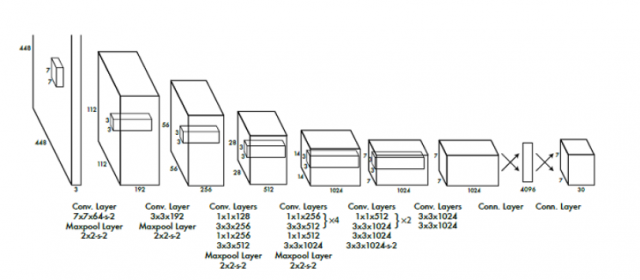 448
7
7
448
3
112
3
3
112
192
56
3
3
56
256
28
3
3
28
512
14
3
3
14
1024
7
3
3
7
1024
7
7
1024
4096
7
7
30
Conv. Layer
7x7x64-s-2
Maxpool Layer
2x2-s-2
Conv. Layer
3x3x192
Maxpool Layer
2x2-s-2
Conv. Layers
1x1x128
3x3x256
1x1x256
3x3x512
Maxpool Layer
2x2-s-2
Conv. Layers
1x1x256
3x3x512 }×4
1x1x512
3x3x1024
Maxpool Layer
2x2-s-2
Conv. Layers
1x1x512
3x3x1024 }×2
3x3x1024
3x3x1024-s-2
Conv. Layers
3x3x1024
3x3x1024
Conn. Layer
Conn. Layer